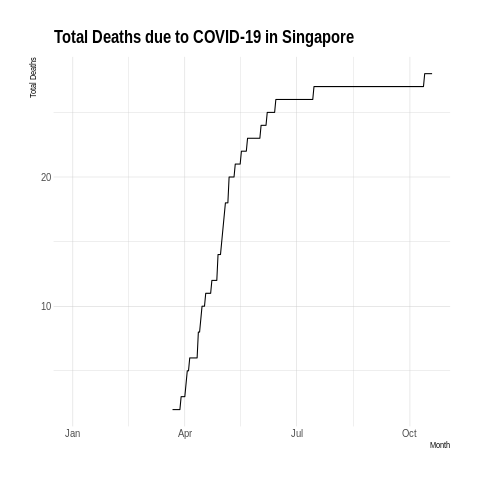 Total Deaths due to COVID-19 in Singapore
Total Deaths
20
10
Jan Apr Jul Oct
Month